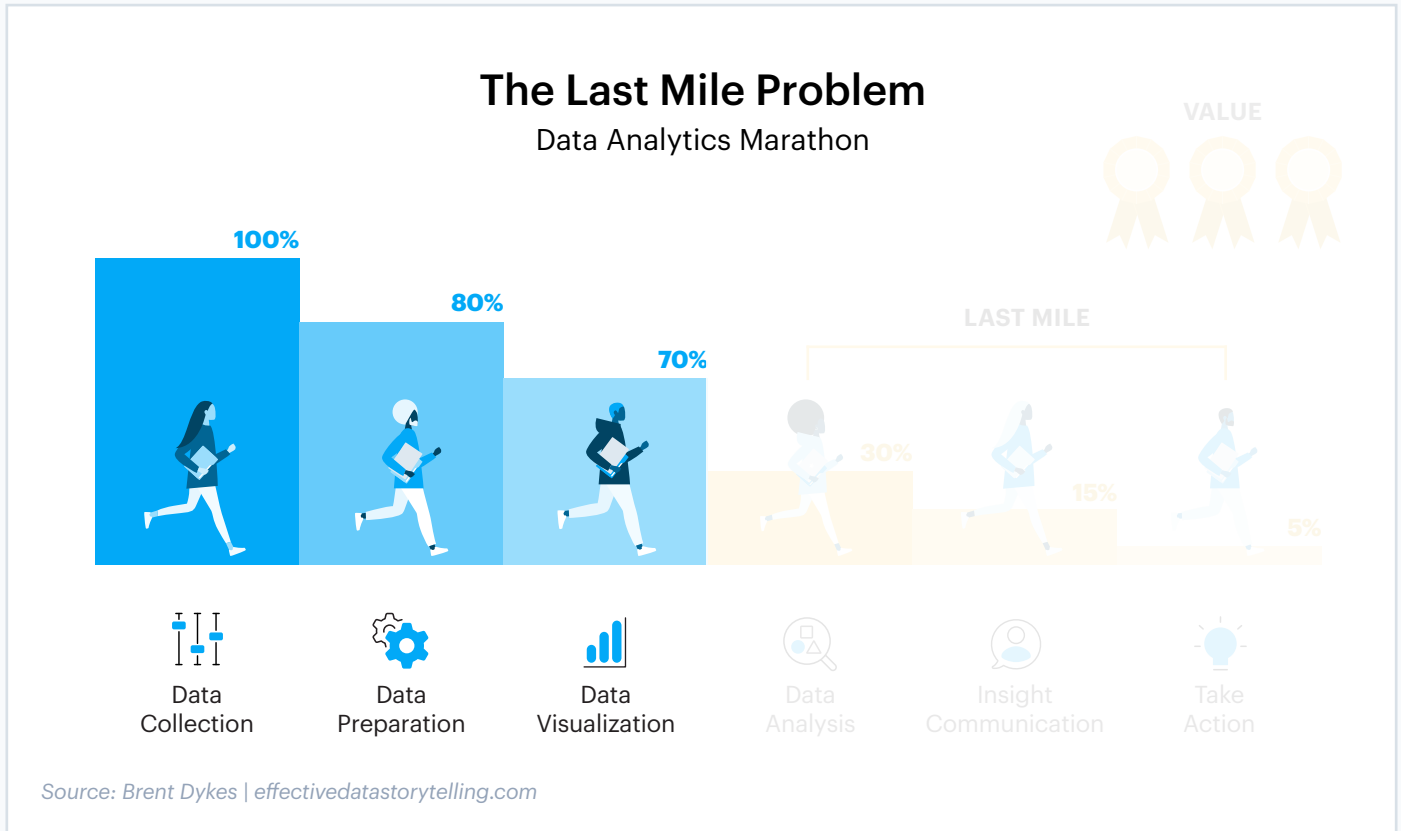 The Last Mile Problem
Data Analytics Marathon
VALUE
100%
80%
70%
LAST MILE
30%
15%
5%
Data
Collection
Data
Preparation
Data
Visualization
Data
Analysis
Insight
Communication
Take
Action
Source: Brent Dykes | effectivedatastorytelling.com